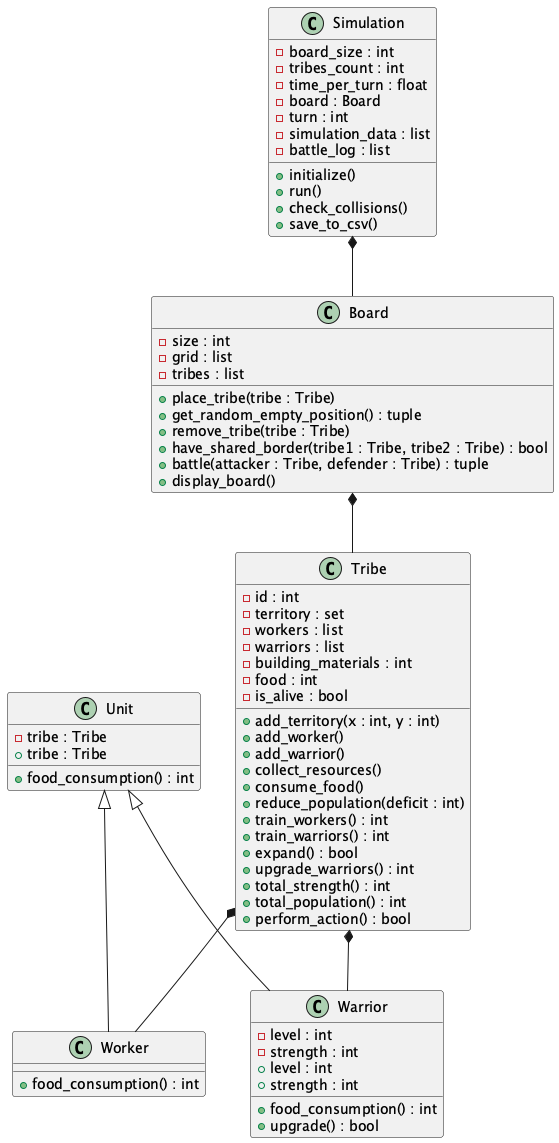 C Simulation
board_size : int
tribes_count : int
time_per_turn : float
board : Board
turn : int
simulation_data : list
battle_log : list
initialize()
run()
check_collisions()
save_to_csv()
C Board
size : int
grid : list
tribes : list
place_tribe(tribe : Tribe)
get_random_empty_position() : tuple
remove_tribe(tribe : Tribe)
have_shared_border(tribe1 : Tribe, tribe2 : Tribe) : bool
battle(attacker : Tribe, defender : Tribe) : tuple
display_board()
C Tribe
id : int
territory : set
workers : list
warriors : list
building_materials : int
food : int
is_alive : bool
add_territory(x : int, y : int)
add_worker()
add_warrior()
collect_resources()
consume_food()
reduce_population(deficit : int)
train_workers() : int
train_warriors() : int
expand() : bool
upgrade_warriors() : int
total_strength() : int
total_population() : int
perform_action() : bool
C Unit
tribe : Tribe
tribe : Tribe
food_consumption() : int
C Worker
food_consumption() : int
C Warrior
level : int
strength : int
level : int
strength : int
food_consumption() : int
upgrade() : bool